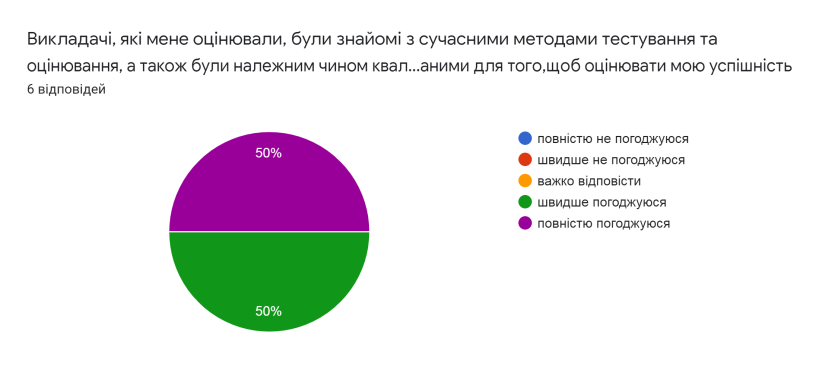 Викладачі, які мене оцінювали, були знайомі з сучасними методами тестування та
оцінювання, а також були належним чином квал...аними для того,щоб оцінювати мою успішність
6 відповідей
50%
50%
повністю не погоджуюся
швидше не погоджуюся
важко відповісти
швидше погоджуюся
повністю погоджуюся